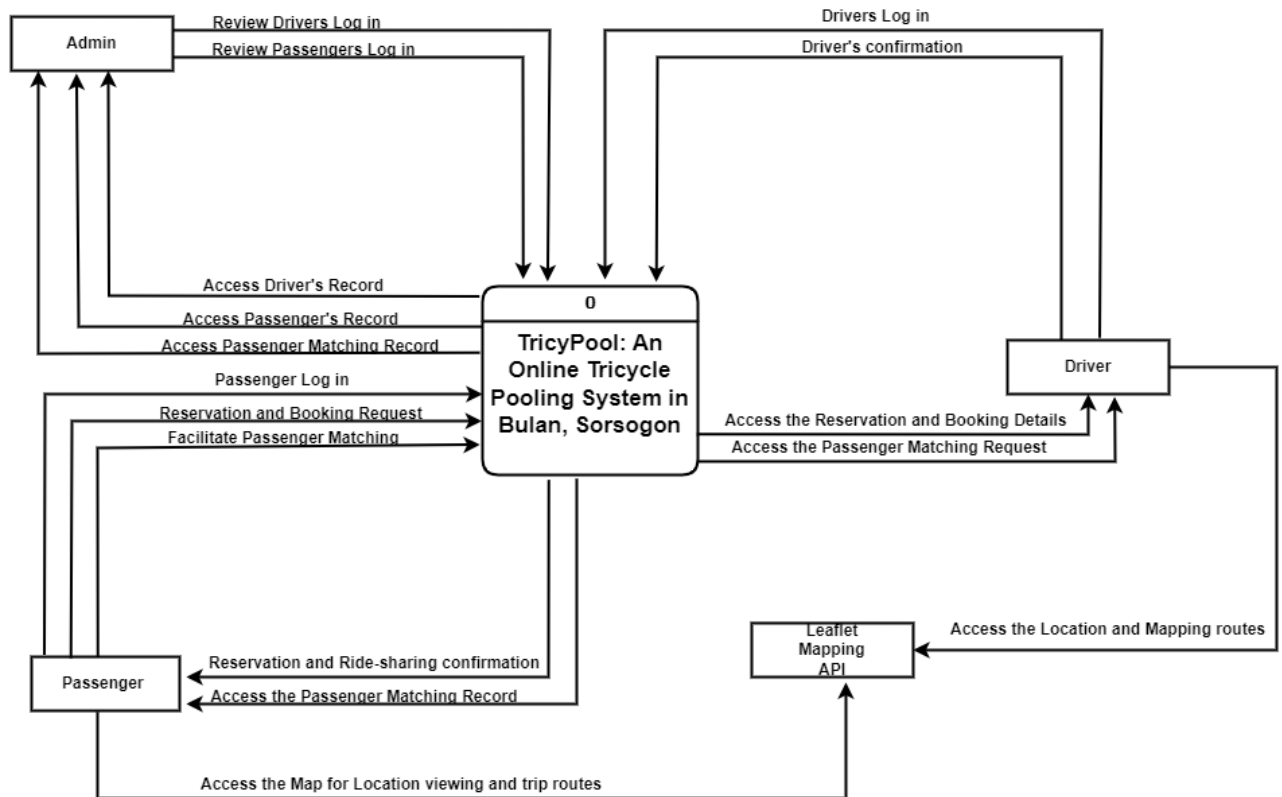 Review Drivers Log in
Drivers Log in
Admin
Review Passengers Log in
Driver's confirmation
Access Driver's Record
0
Access Passenger's Record
TricyPool: An
Online Tricycle
Pooling System in
Bulan, Sorsogon
Access Passenger Matching Record
Driver
Passenger Log in
Reservation and Booking Request
Access the Reservation and Booking Details
Facilitate Passenger Matching
Access the Passenger Matching Request
Leaflet
Mapping
API
Access the Location and Mapping routes
Reservation and Ride-sharing confirmation
Passenger
Access the Passenger Matching Record
Access the Map for Location viewing and trip routes